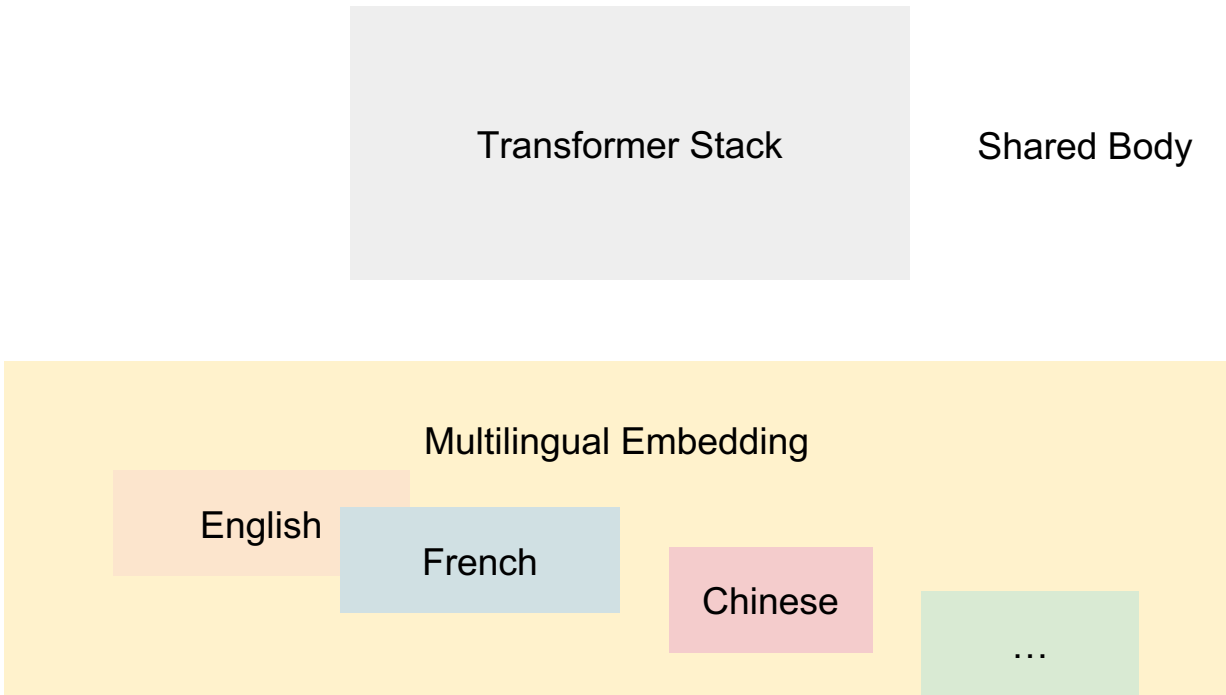 Transformer Stack
Shared Body
Multilingual Embedding
English
French
Chinese
…